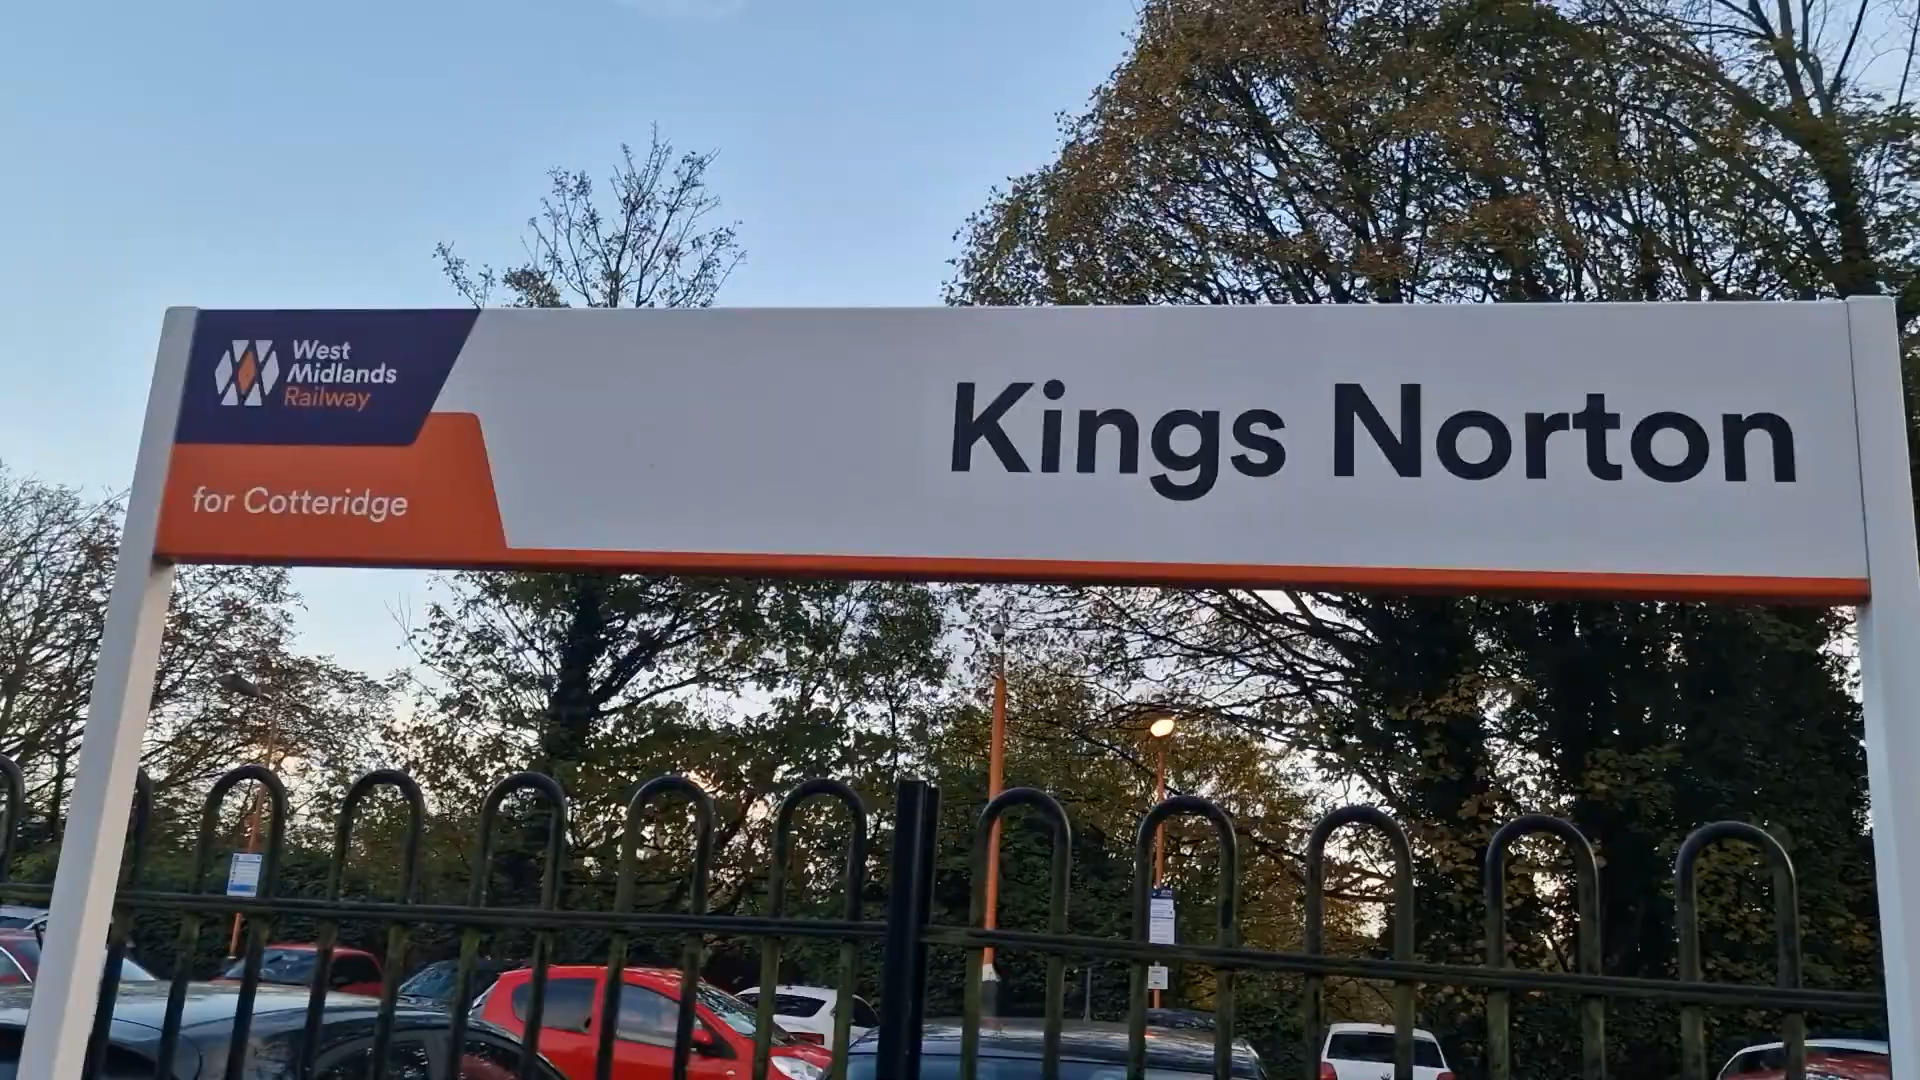 West
Midlands
Railway
for Cotteridge
Kings Norton